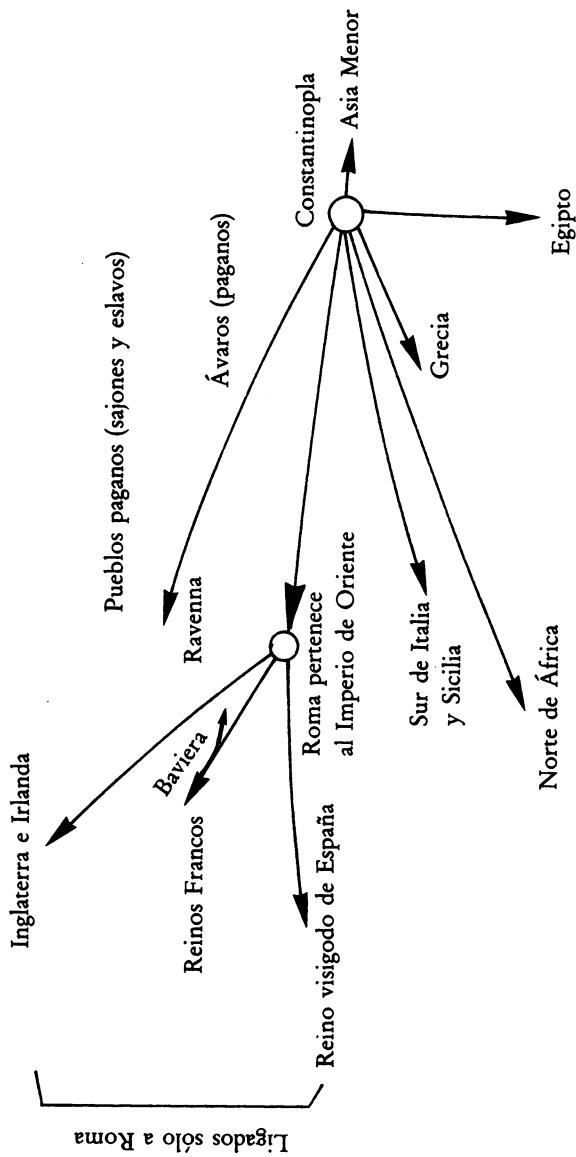 Ligados sólo a Roma
Inglaterra e Irlanda
Reinos Francos
Baviera
Reino visigodo de España
Pueblos paganos (sajones y eslavos)
Ávaros (paganos)
Ravenna
Roma pertenece
al Imperio de Oriente
Sur de Italia
y Sicilia
Norte de África
Constantinopla
Asia Menor
Grecia
Egipto